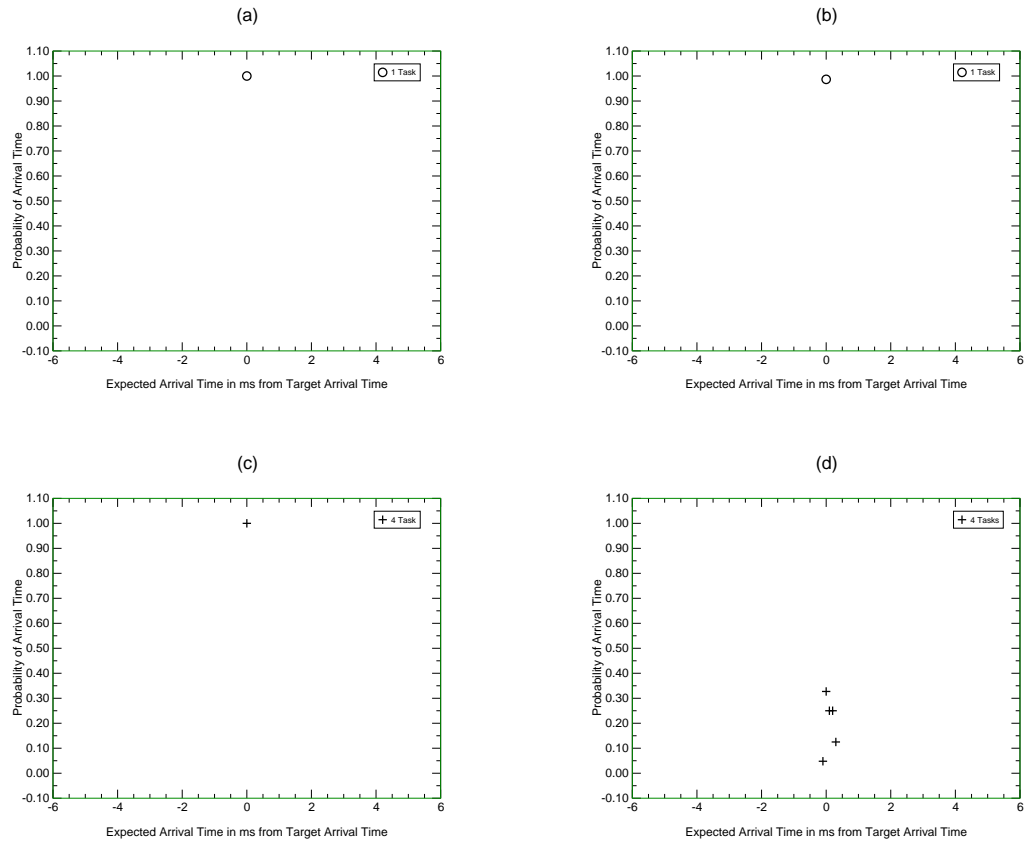 (a)
1.10
1.00
0.90
0.80
0.70
0.60
0.50
0.40
0.30
0.20
0.10
0.00
-0.10
Probability of Arrival Time
1 Task
-6 -4 -2 0 2 4 6
Expected Arrival Time in ms from Target Arrival Time
(b)
1.10
1.00
0.90
0.80
0.70
0.60
0.50
0.40
0.30
0.20
0.10
0.00
-0.10
Probability of Arrival Time
1 Task
-6 -4 -2 0 2 4 6
Expected Arrival Time in ms from Target Arrival Time
(c)
1.10
1.00
0.90
0.80
0.70
0.60
0.50
0.40
0.30
0.20
0.10
0.00
-0.10
Probability of Arrival Time
4 Task
-6 -4 -2 0 2 4 6
Expected Arrival Time in ms from Target Arrival Time
(d)
1.10
1.00
0.90
0.80
0.70
0.60
0.50
0.40
0.30
0.20
0.10
0.00
-0.10
Probability of Arrival Time
4 Tasks
-6 -4 -2 0 2 4 6
Expected Arrival Time in ms from Target Arrival Time